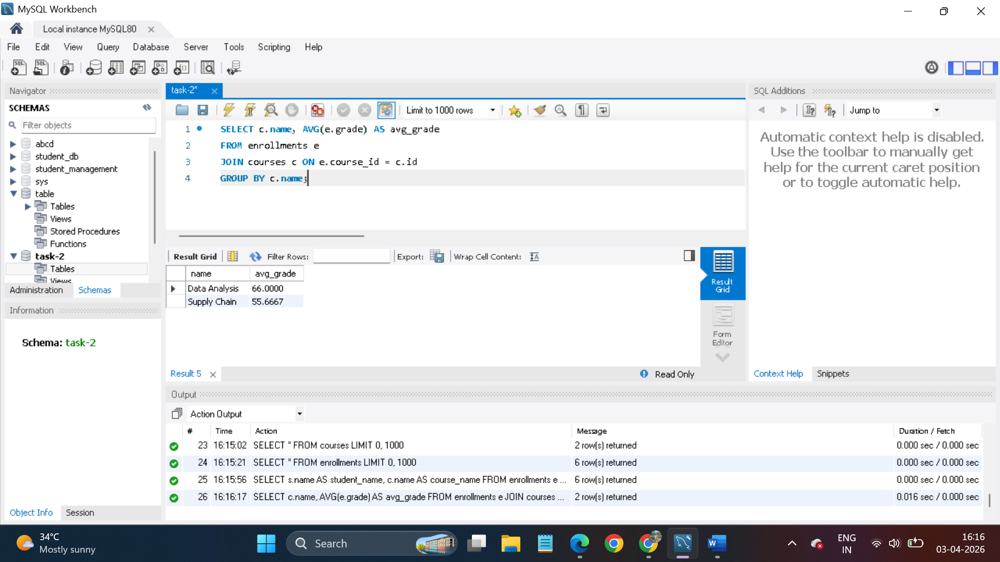 MySQL Workbench
Local instance MySQL80
File Edit View Query Database Server Tools Scripting Help
Navigator
SCHEMAS
Filter objects
abcd
student_db
student_management
sys
table
Tables
Views
Stored Procedures
Functions
task-2
Tables
Views
Administration Schemas
Information
Schema: task-2
Object Info Session
task-2*
Limit to 1000 rows
1 SELECT c.name, AVG(e.grade) AS avg_grade
2 FROM enrollments e
3 JOIN courses c ON e.course_id = c.id
4 GROUP BY c.name;
Result Grid Filter Rows: Export: Wrap Cell Content:
name avg_grade
Data Analysis 66.0000
Supply Chain 55.6667
Result Grid
Form Editor
Result 5 Read Only
SQL Additions
Jump to
Automatic context help is disabled.
Use the toolbar to manually get
help for the current caret position
or to toggle automatic help.
Context Help Snippets
Output
Action Output
# Time Action Message Duration / Fetch
23 16:15:02 SELECT * FROM courses LIMIT 0, 1000 2 row(s) returned 0.000 sec / 0.000 sec
24 16:15:21 SELECT * FROM enrollments LIMIT 0, 1000 6 row(s) returned 0.000 sec / 0.000 sec
25 16:15:56 SELECT s.name AS student_name, c.name AS course_name FROM enrollments e ... 6 row(s) returned 0.000 sec / 0.000 sec
26 16:16:17 SELECT c.name, AVG(e.grade) AS avg_grade FROM enrollments e JOIN courses ... 2 row(s) returned 0.016 sec / 0.000 sec
34°C
Mostly sunny
Search
ENG
IN
16:16
03-04-2026